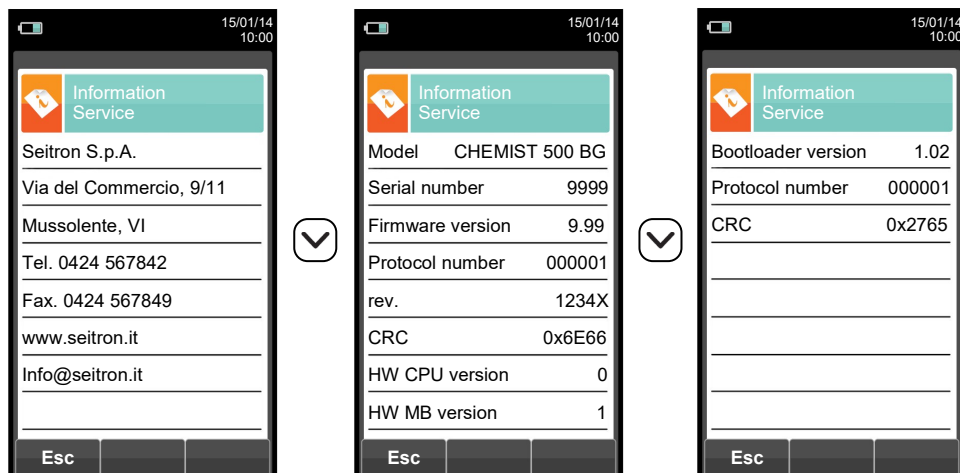 15/01/14
10:00
Information
Service
Seitron S.p.A.
Via del Commercio, 9/11
Mussolente, VI
Tel. 0424 567842
Fax. 0424 567849
www.seitron.it
Info@seitron.it
Esc
15/01/14
10:00
Information
Service
Model CHEMIST 500 BG
Serial number 9999
Firmware version 9.99
Protocol number 000001
rev. 1234X
CRC 0x6E66
HW CPU version 0
HW MB version 1
Esc
15/01/14
10:00
Information
Service
Bootloader version 1.02
Protocol number 000001
CRC 0x2765
Esc